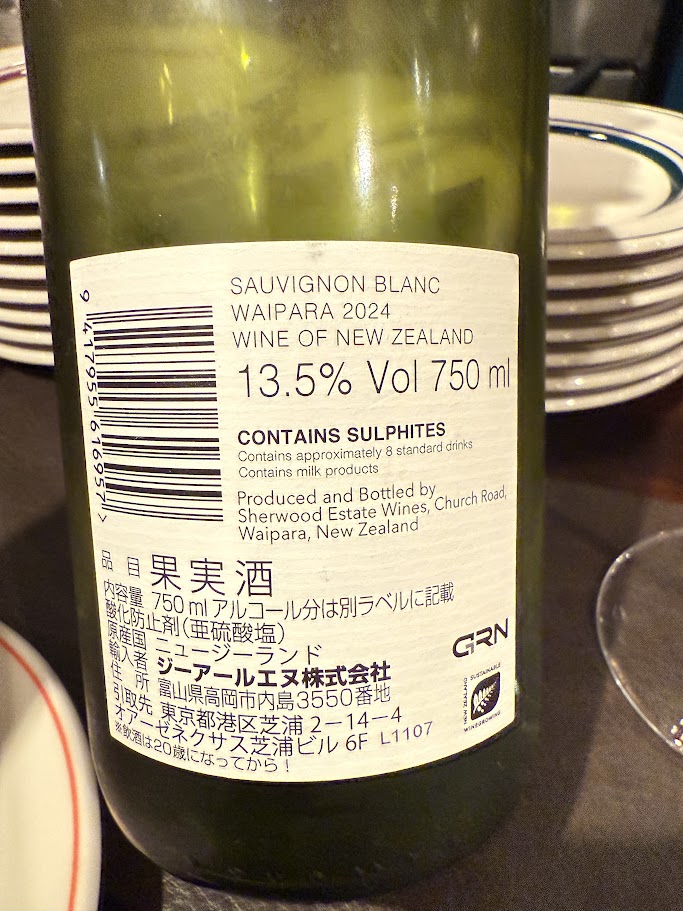 SAUVIGNON BLANC
WAIPARA 2024
WINE OF NEW ZEALAND
13.5% Vol 750 ml
CONTAINS SULPHITES
Contains approximately 8 standard drinks
Contains milk products
Produced and Bottled by
Sherwood Estate Wines, Church Road,
Waipara, New Zealand
9 417955 616957 >
品 目 果実酒
内容量 750 ml アルコール分は別ラベルに記載
酸化防止剤(亜硫酸塩)
原産国 ニュージーランド
輸入者 ジーアールエヌ株式会社
住 所 富山県高岡市内島3550番地
引取先 東京都港区芝浦 2-14-4
オアーゼネクサス芝浦ビル 6F L1107
※飲酒は20歳になってから!
GRN
NEW ZEALAND
SUSTAINABLE
WINEGROWING